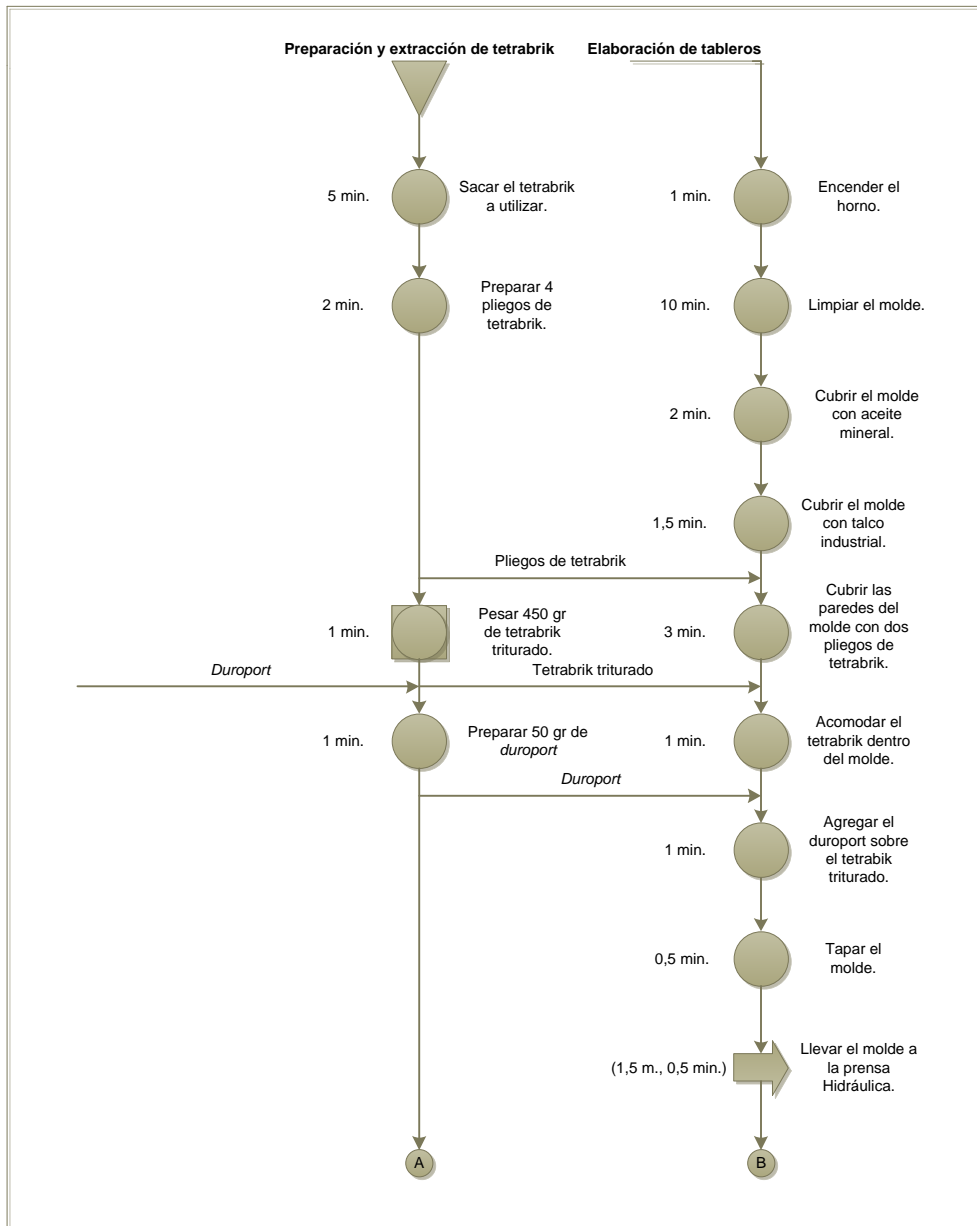 Preparación y extracción de tetrabrik
Elaboración de tableros
5 min.
Sacar el tetrabrik
a utilizar.
1 min.
Encender el
horno.
2 min.
Preparar 4
pliegos de
tetrabrik.
10 min.
Limpiar el molde.
2 min.
Cubrir el molde
con aceite
mineral.
1,5 min.
Cubrir el molde
con talco
industrial.
Pliegos de tetrabrik
1 min.
Pesar 450 gr
de tetrabrik
triturado.
3 min.
Cubrir las
paredes del
molde con dos
pliegos de
tetrabrik.
Duroport
Tetrabrik triturado
1 min.
Preparar 50 gr de
duroport
1 min.
Acomodar el
tetrabrik dentro
del molde.
Duroport
1 min.
Agregar el
duroport sobre
el tetrabik
triturado.
0,5 min.
Tapar el
molde.
(1,5 m., 0,5 min.)
Llevar el molde a
la prensa
Hidráulica.
A
B